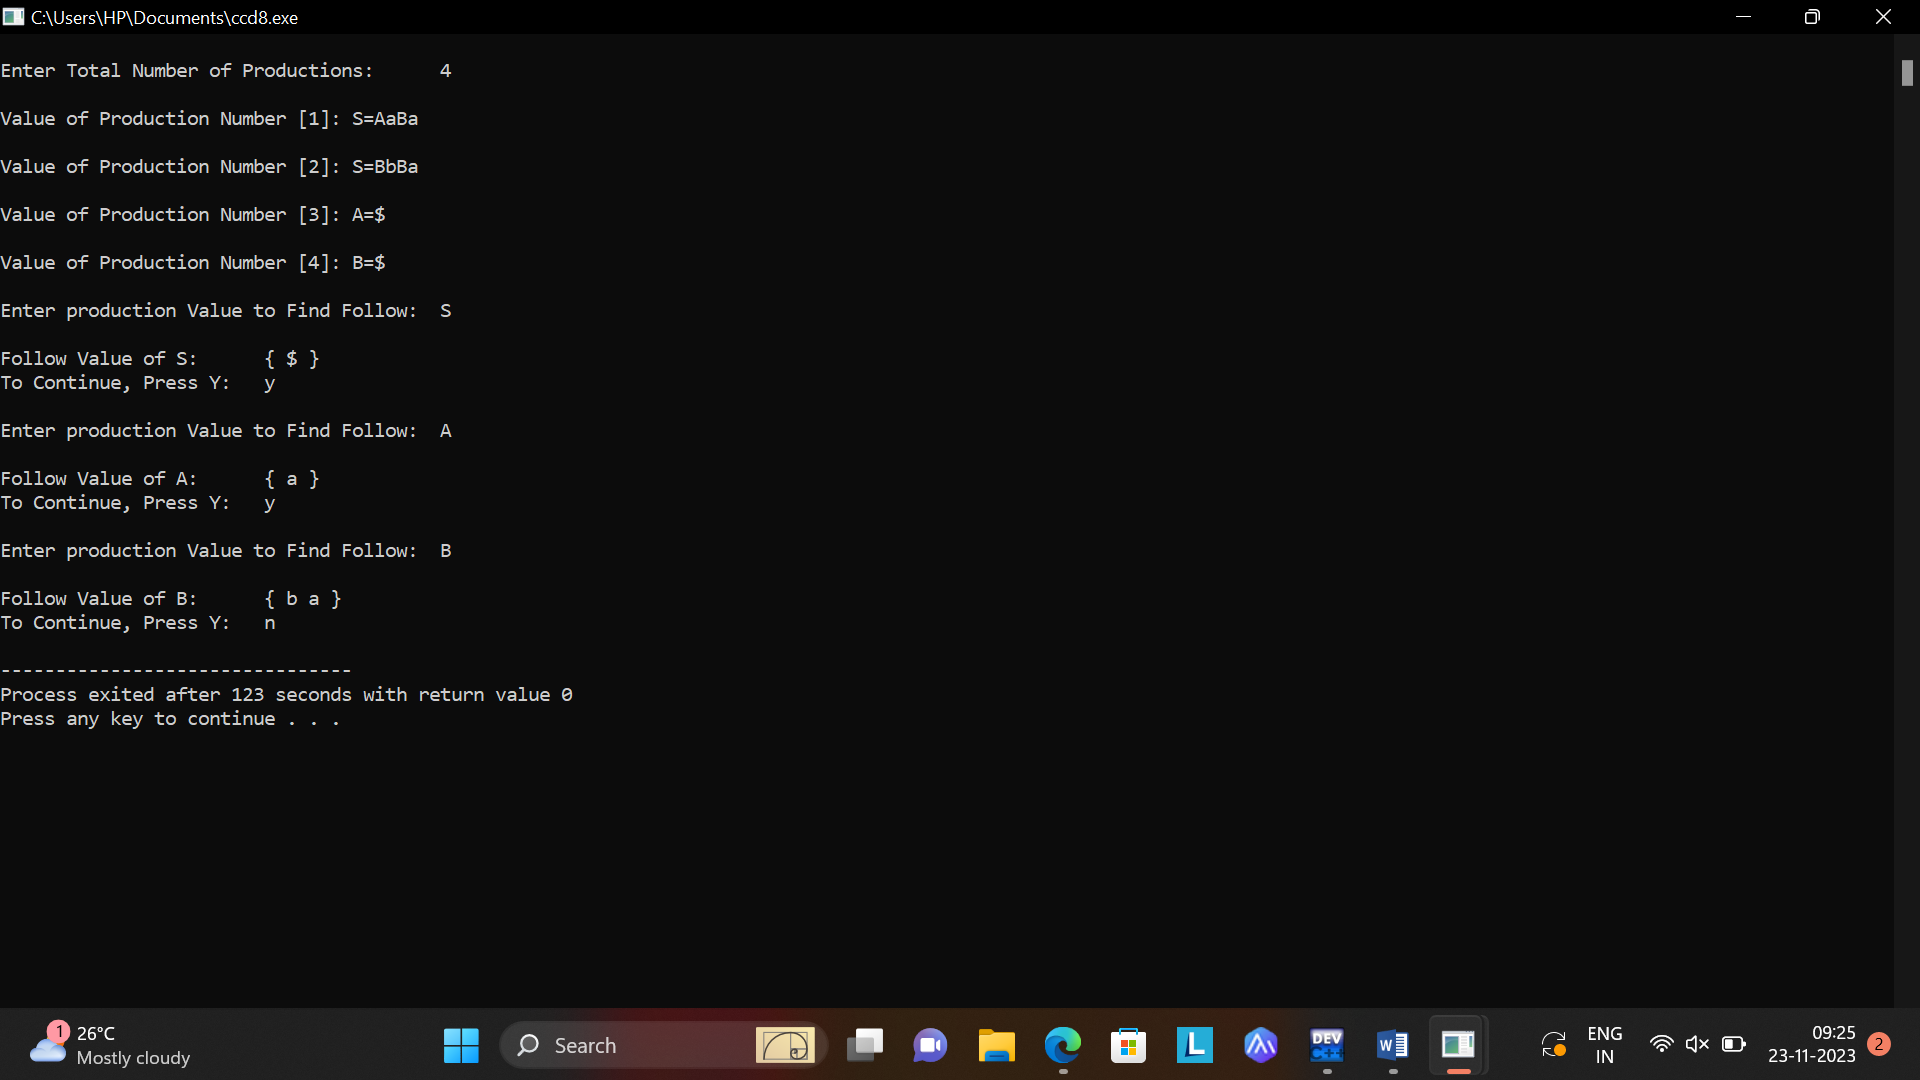 C:\Users\HP\Documents\ccd8.exe
Enter Total Number of Productions: 4
Value of Production Number [1]: S=AaBa
Value of Production Number [2]: S=BbBa
Value of Production Number [3]: A=$
Value of Production Number [4]: B=$
Enter production Value to Find Follow: S
Follow Value of S: { $ }
To Continue, Press Y: y
Enter production Value to Find Follow: A
Follow Value of A: { a }
To Continue, Press Y: y
Enter production Value to Find Follow: B
Follow Value of B: { b a }
To Continue, Press Y: n
--------------------------------
Process exited after 123 seconds with return value 0
Press any key to continue . . .
1
26°C
Mostly cloudy
Search
L
DEV
C++
W
ENG
IN
09:25
23-11-2023
2